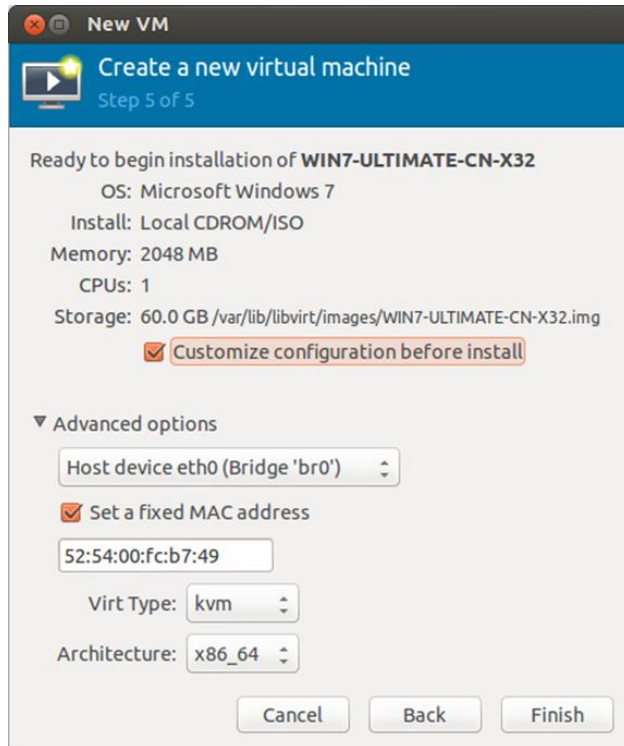 New VM
Create a new virtual machine
Step 5 of 5
Ready to begin installation of WIN7-ULTIMATE-CN-X32
OS: Microsoft Windows 7
Install: Local CDROM/ISO
Memory: 2048 MB
CPUs: 1
Storage: 60.0 GB /var/lib/libvirt/images/WIN7-ULTIMATE-CN-X32.img
Customize configuration before install
Advanced options
Host device eth0 (Bridge 'br0')
Set a fixed MAC address
52:54:00:fc:b7:49
Virt Type: kvm
Architecture: x86_64
Cancel Back Finish